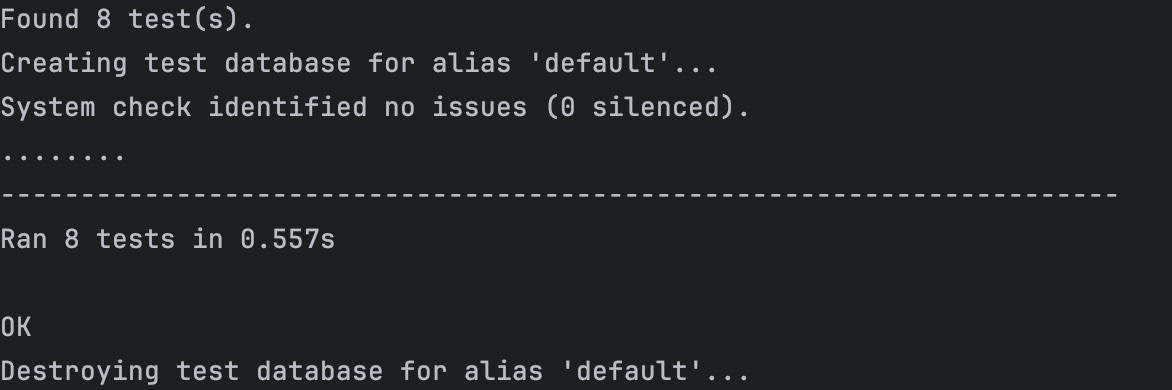 Found 8 test(s).
Creating test database for alias 'default'...
System check identified no issues (0 silenced).
........
----------------------------------------------------------------------
Ran 8 tests in 0.557s

OK
Destroying test database for alias 'default'...